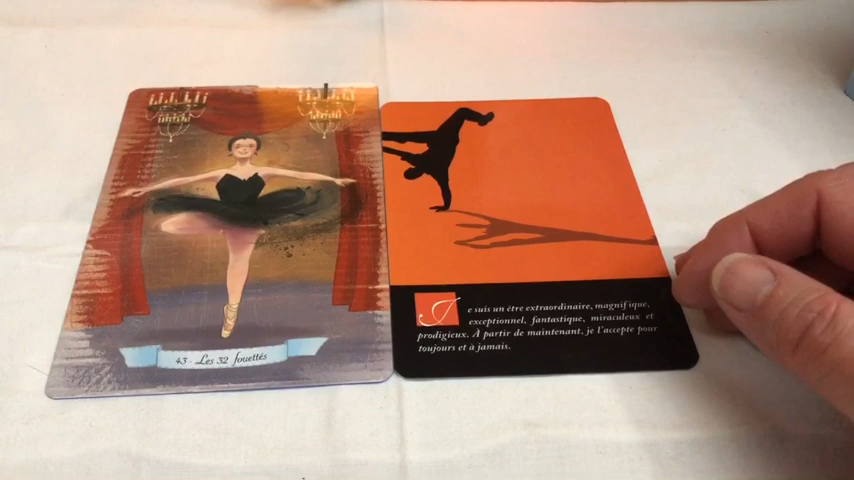 43 - Les 32 fouettés
Je suis un être extraordinaire, magnifique,
exceptionnel, fantastique, miraculeux et
prodigieux. À partir de maintenant, je l'accepte pour
toujours et à jamais.